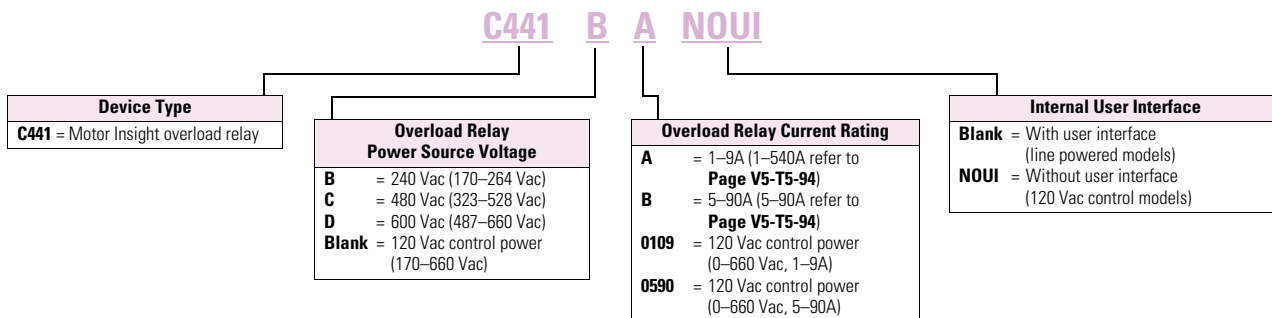 C441 B A NOUI
Device Type
C441 = Motor Insight overload relay
Overload Relay
Power Source Voltage
B = 240 Vac (170–264 Vac)
C = 480 Vac (323–528 Vac)
D = 600 Vac (487–660 Vac)
Blank = 120 Vac control power
(170–660 Vac)
Overload Relay Current Rating
A = 1–9A (1–540A refer to
Page V5-T5-94)
B = 5–90A (5–90A refer to
Page V5-T5-94)
0109 = 120 Vac control power
(0–660 Vac, 1–9A)
0590 = 120 Vac control power
(0–660 Vac, 5–90A)
Internal User Interface
Blank = With user interface
(line powered models)
NOUI = Without user interface
(120 Vac control models)